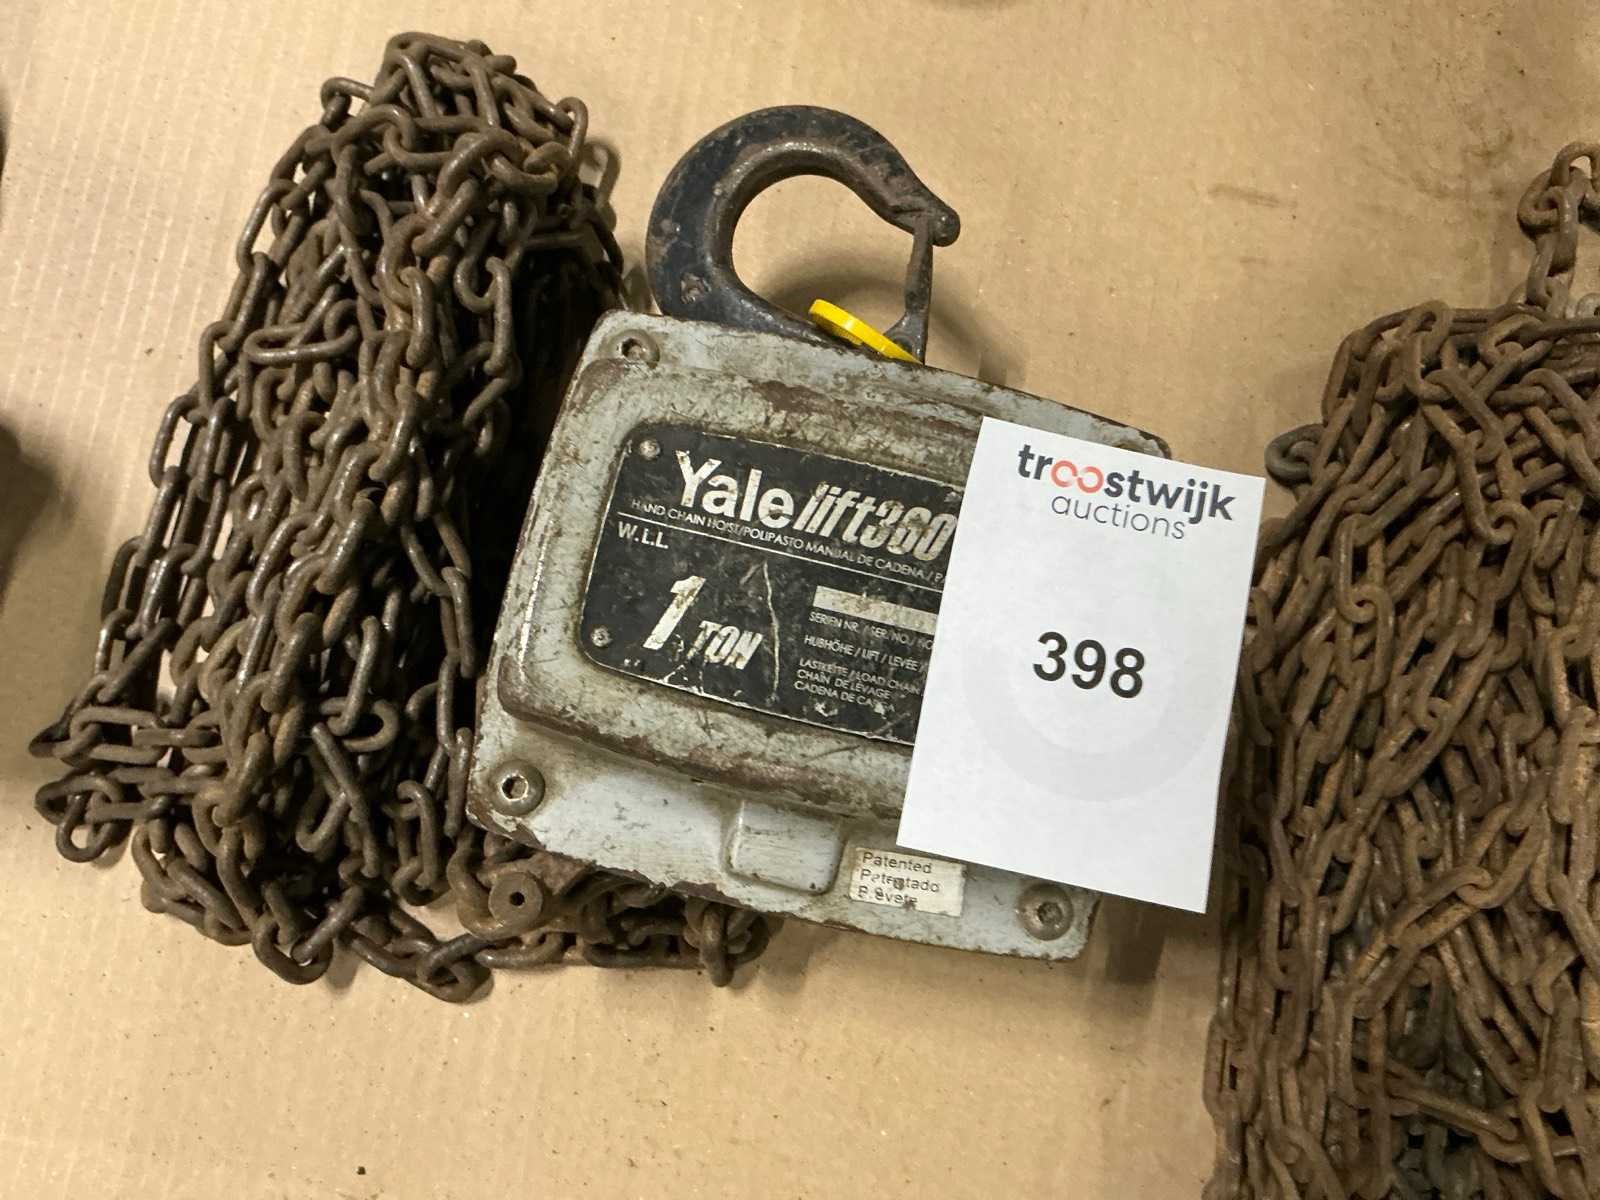 Yale lift360
HAND CHAIN HOIST/POLIPASTO MANUAL DE CADENA /
W.L.L.
1 TON
SERIEN NR. / SER.NO./
HUBHÖHE / LIFT / LEVÉE /
LASTKETTE / LOAD CHAIN
CHAÎN DE LEVAGE
CADENA DE CARGA
Patented
Patentado
Brevete
troostwijk
auctions
398